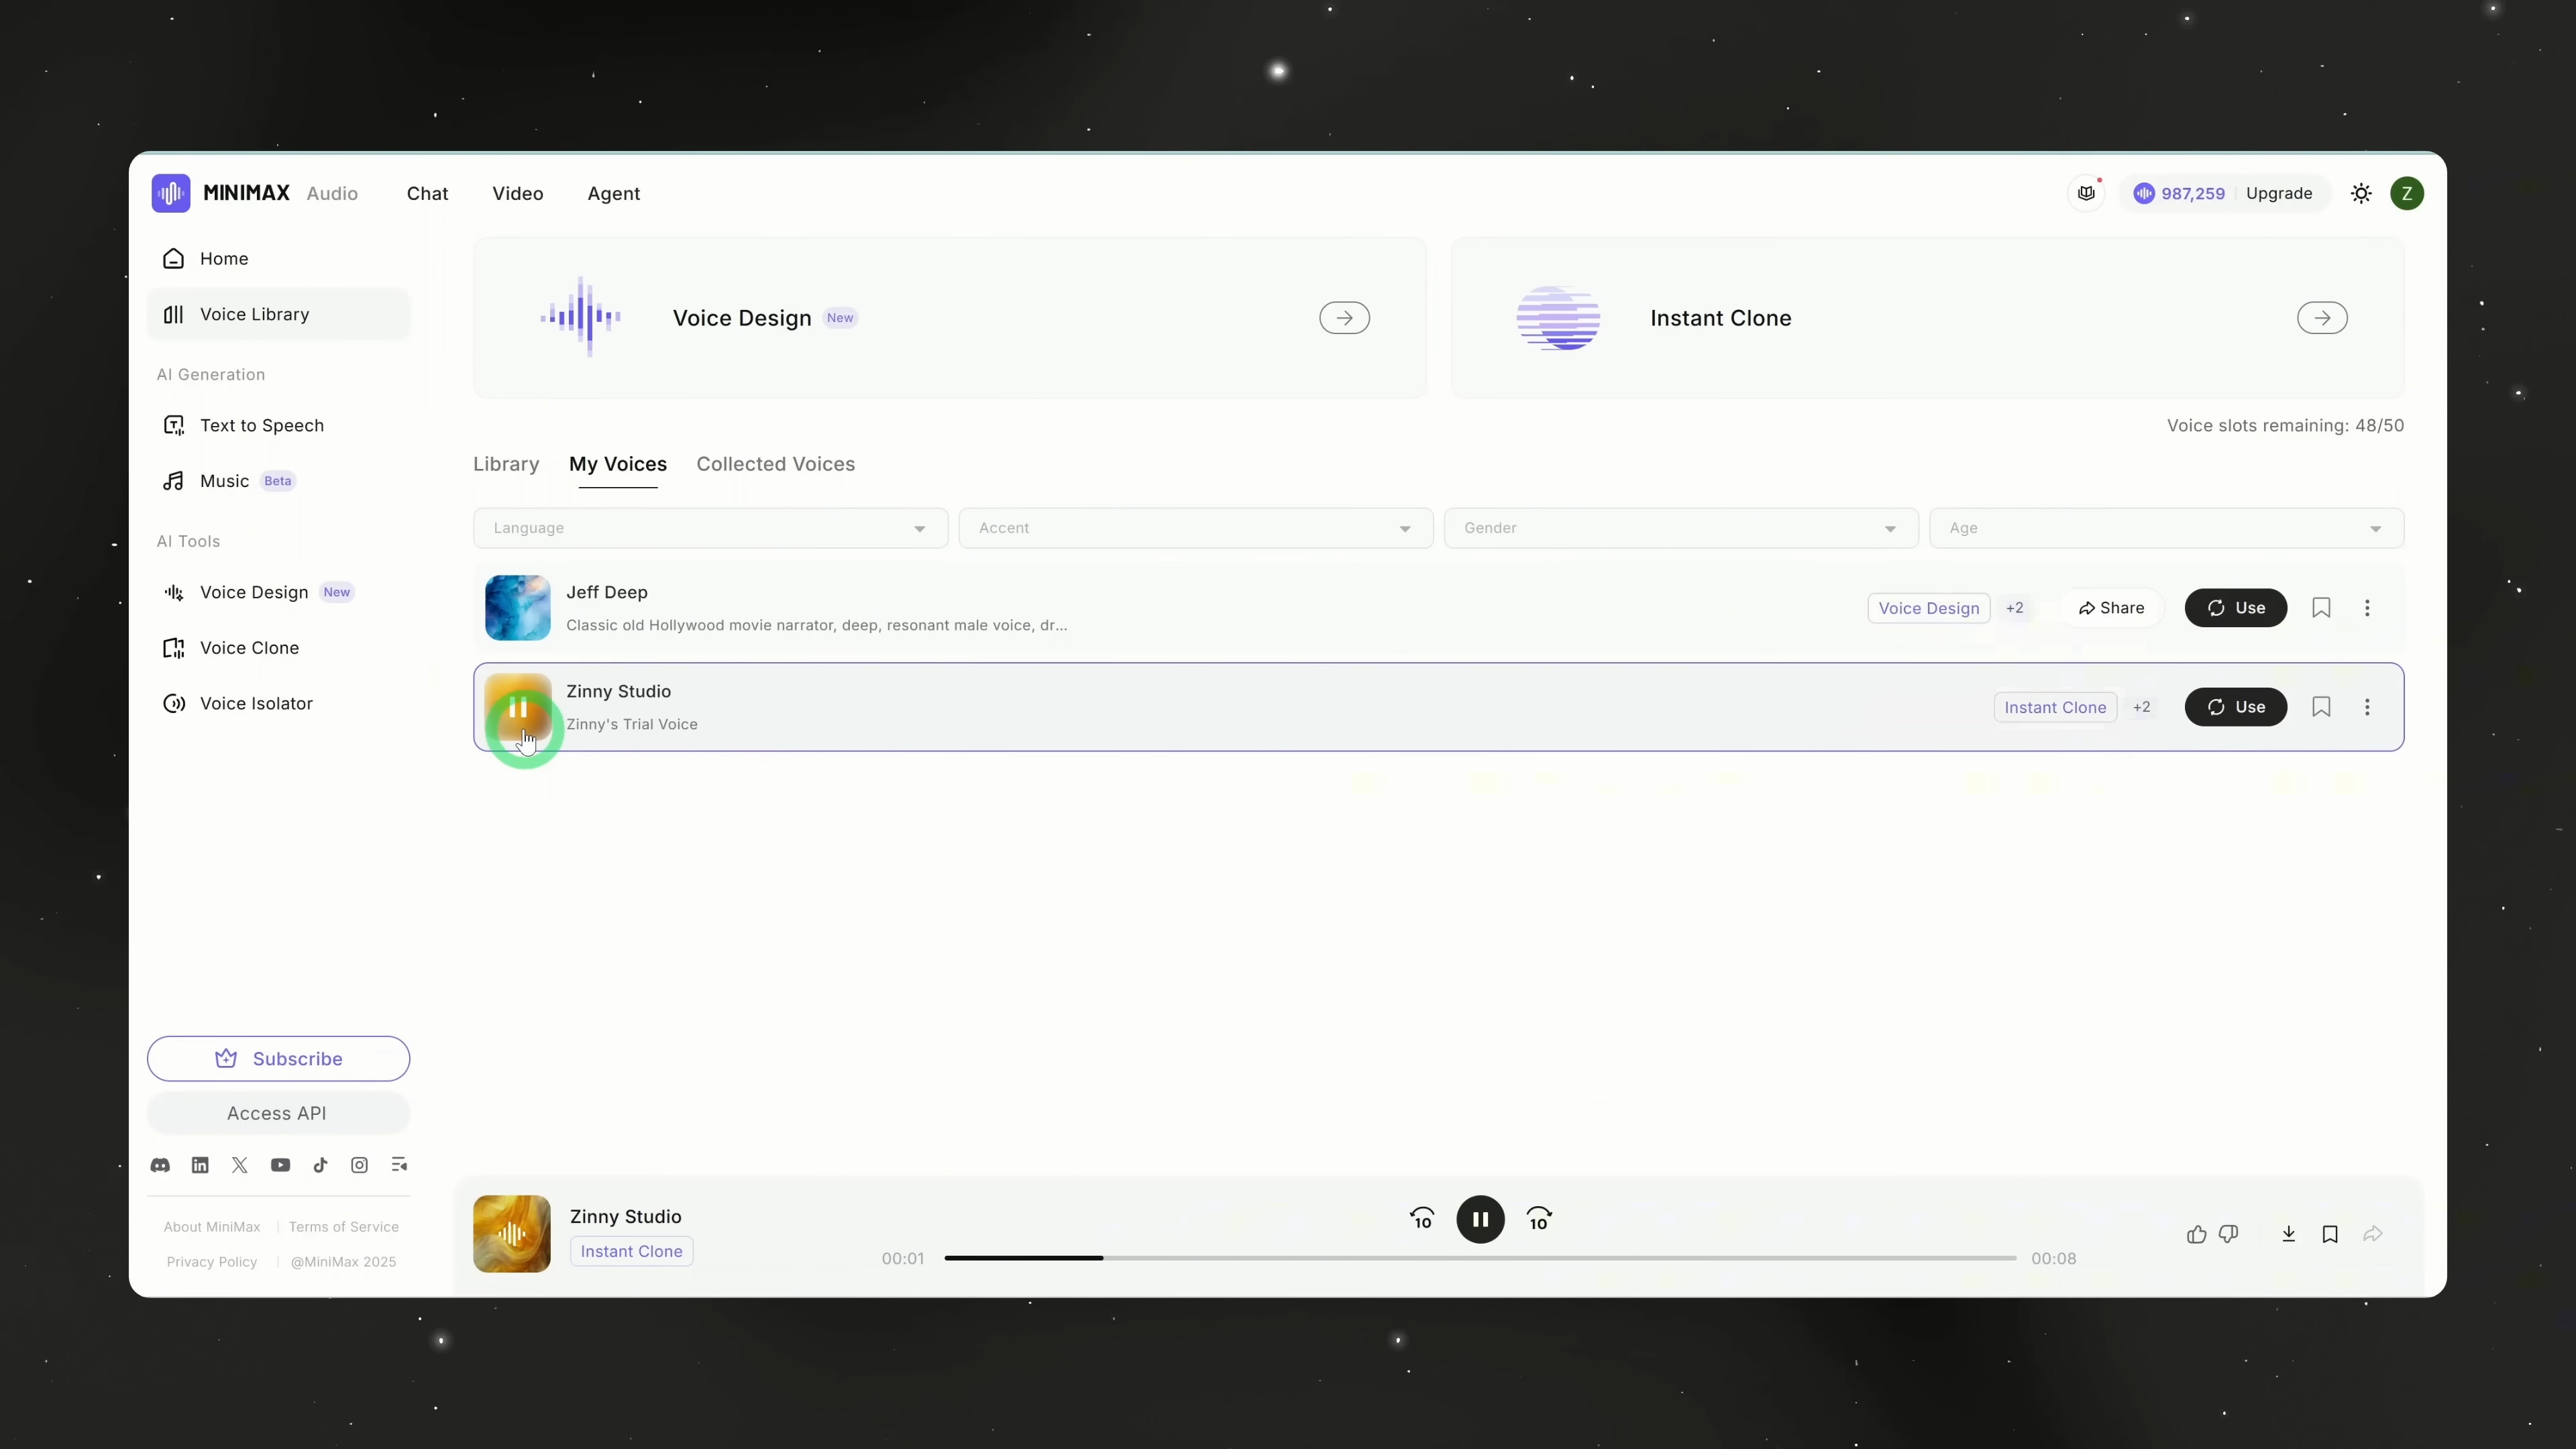 MINIMAX Audio Chat Video Agent 987,259 Upgrade Z
Home
Voice Library
AI Generation
Text to Speech
Music Beta
AI Tools
Voice Design New
Voice Clone
Voice Isolator
Subscribe
Access API
About MiniMax Terms of Service
Privacy Policy @MiniMax 2025
Voice Design New
Instant Clone
Voice slots remaining: 48/50
Library My Voices Collected Voices
Language Accent Gender Age
Jeff Deep
Classic old Hollywood movie narrator, deep, resonant male voice, dr...
Voice Design +2 Share Use
Zinny Studio
Zinny's Trial Voice
Instant Clone +2 Use
Zinny Studio
Instant Clone
10 10
00:01 00:08